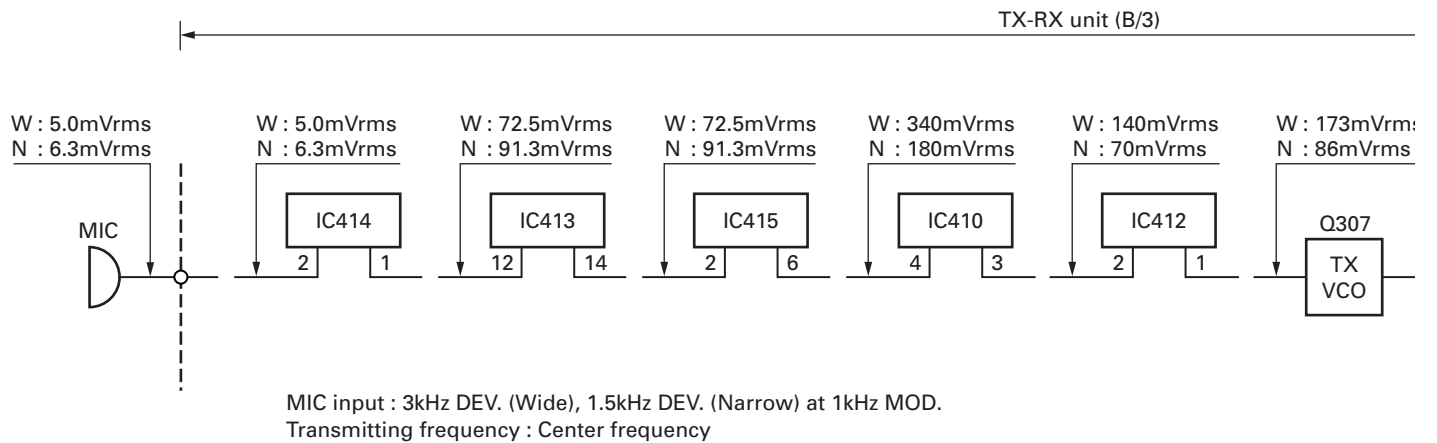 TX-RX unit (B/3)
W : 5.0mVrms
N : 6.3mVrms
W : 5.0mVrms
N : 6.3mVrms
W : 72.5mVrms
N : 91.3mVrms
W : 72.5mVrms
N : 91.3mVrms
W : 340mVrms
N : 180mVrms
W : 140mVrms
N : 70mVrms
W : 173mVrms
N : 86mVrms
MIC
IC414
2 1
IC413
12 14
IC415
2 6
IC410
4 3
IC412
2 1
Q307
TX
VCO
MIC input : 3kHz DEV. (Wide), 1.5kHz DEV. (Narrow) at 1kHz MOD.
Transmitting frequency : Center frequency